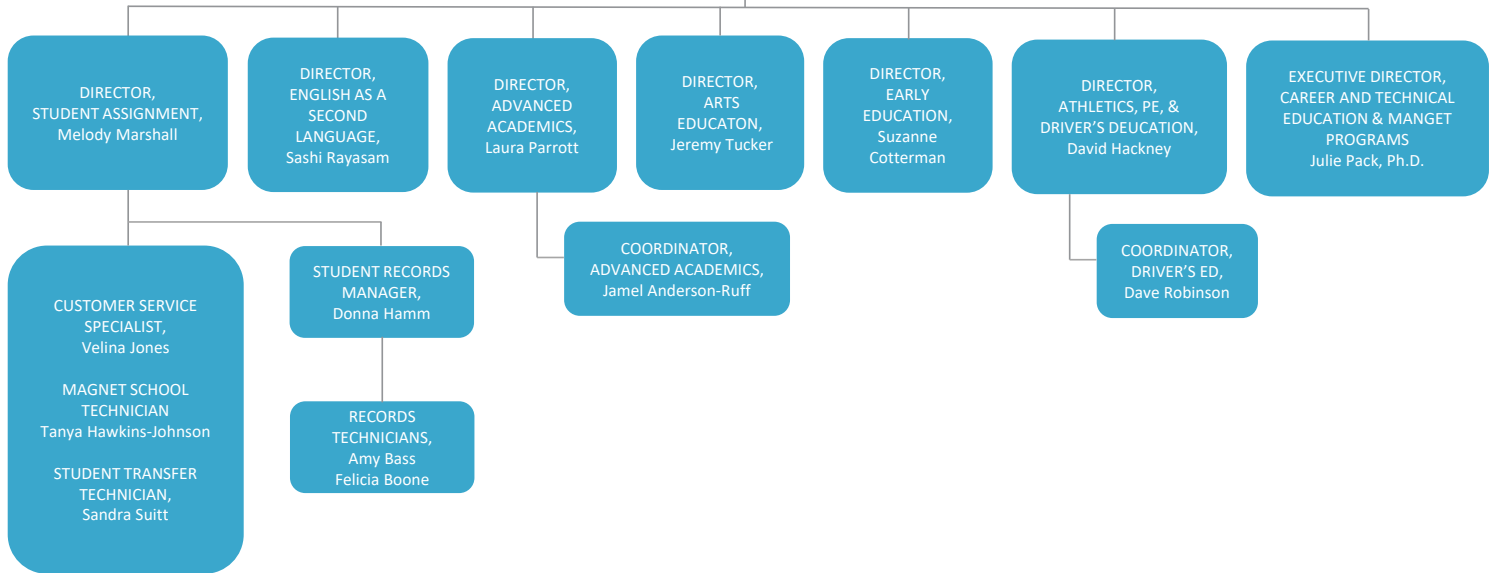 DIRECTOR,
STUDENT ASSIGNMENT,
Melody Marshall
DIRECTOR,
ENGLISH AS A
SECOND
LANGUAGE,
Sashi Rayasam
DIRECTOR,
ADVANCED
ACADEMICS,
Laura Parrott
DIRECTOR,
ARTS
EDUCATON,
Jeremy Tucker
DIRECTOR,
EARLY
EDUCATION,
Suzanne
Cotterman
DIRECTOR,
ATHLETICS, PE, &
DRIVER’S DEUCATION,
David Hackney
EXECUTIVE DIRECTOR,
CAREER AND TECHNICAL
EDUCATION & MANGET
PROGRAMS
Julie Pack, Ph.D.
CUSTOMER SERVICE
SPECIALIST,
Velina Jones
MAGNET SCHOOL
TECHNICIAN
Tanya Hawkins-Johnson
STUDENT TRANSFER
TECHNICIAN,
Sandra Suitt
STUDENT RECORDS
MANAGER,
Donna Hamm
RECORDS
TECHNICIANS,
Amy Bass
Felicia Boone
COORDINATOR,
ADVANCED ACADEMICS,
Jamel Anderson-Ruff
COORDINATOR,
DRIVER’S ED,
Dave Robinson